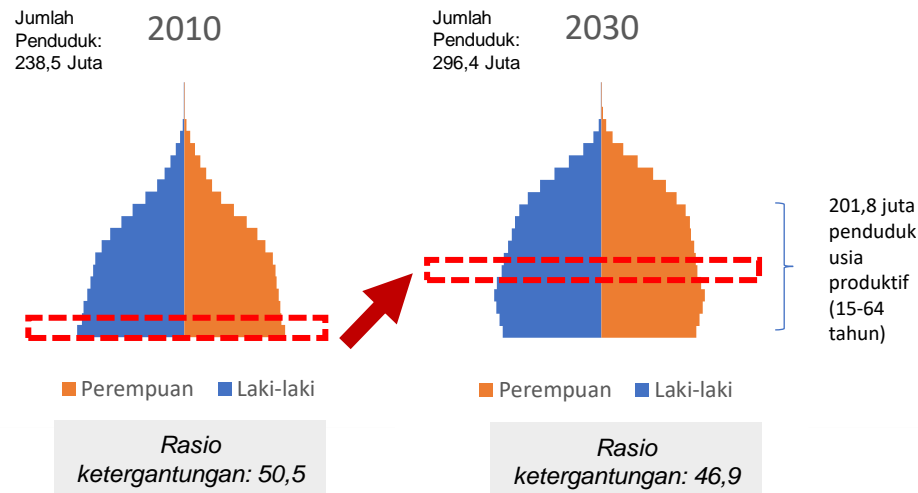 Jumlah
Penduduk:
238,5 Juta
2010
Perempuan
Laki-laki
Rasio
ketergantungan: 50,5
Jumlah
Penduduk:
296,4 Juta
2030
201,8 juta
penduduk
usia
produktif
(15-64
tahun)
Perempuan
Laki-laki
Rasio
ketergantungan: 46,9